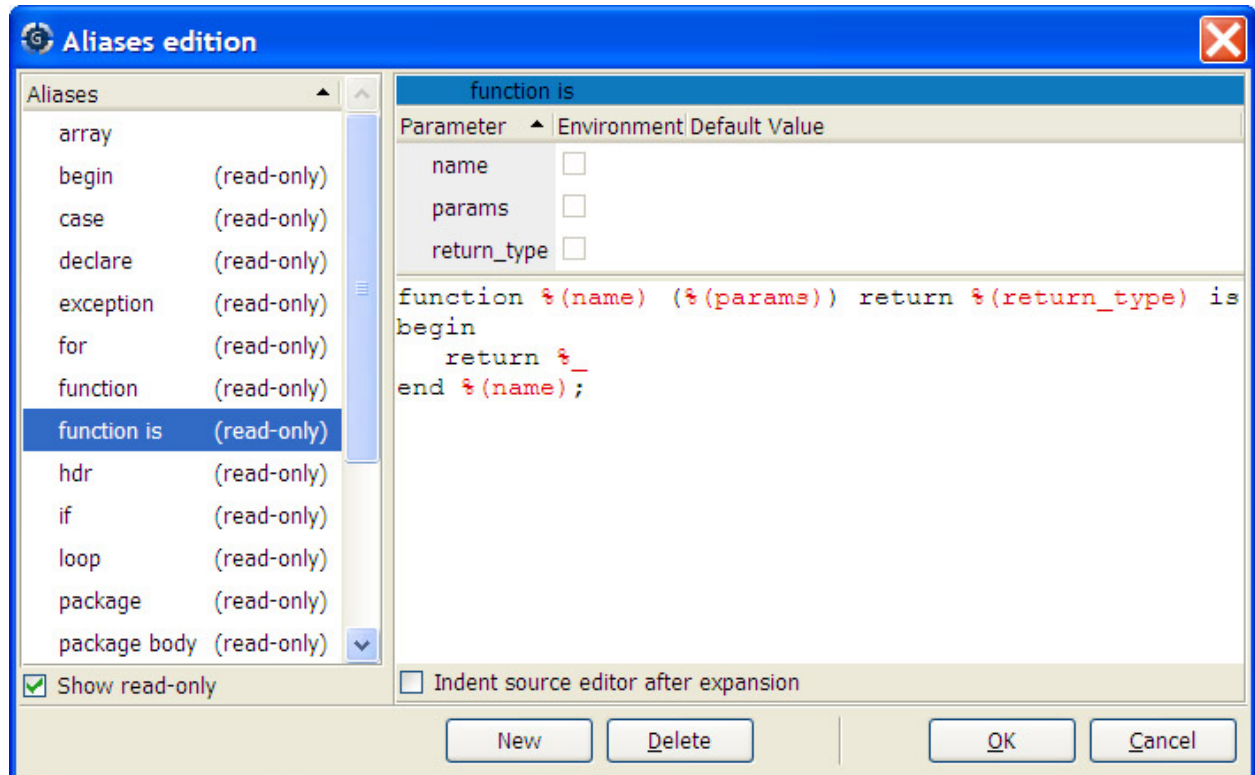 Aliases edition
Aliases
array
begin (read-only)
case (read-only)
declare (read-only)
exception (read-only)
for (read-only)
function (read-only)
function is (read-only)
hdr (read-only)
if (read-only)
loop (read-only)
package (read-only)
package body (read-only)
Show read-only
function is
Parameter Environment Default Value
name
params
return_type
function %(name) (%(params)) return %(return_type) is
begin
   return %_
end %(name);
Indent source editor after expansion
New Delete OK Cancel